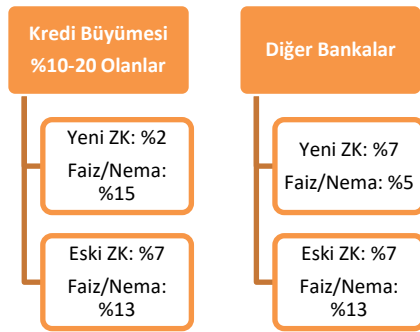 Kredi Büyümesi
%10-20 Olanlar
Yeni ZK: %2
Faiz/Nema:
%15
Eski ZK: %7
Faiz/Nema:
%13
Diğer Bankalar
Yeni ZK: %7
Faiz/Nema: %5
Eski ZK: %7
Faiz/Nema:
%13